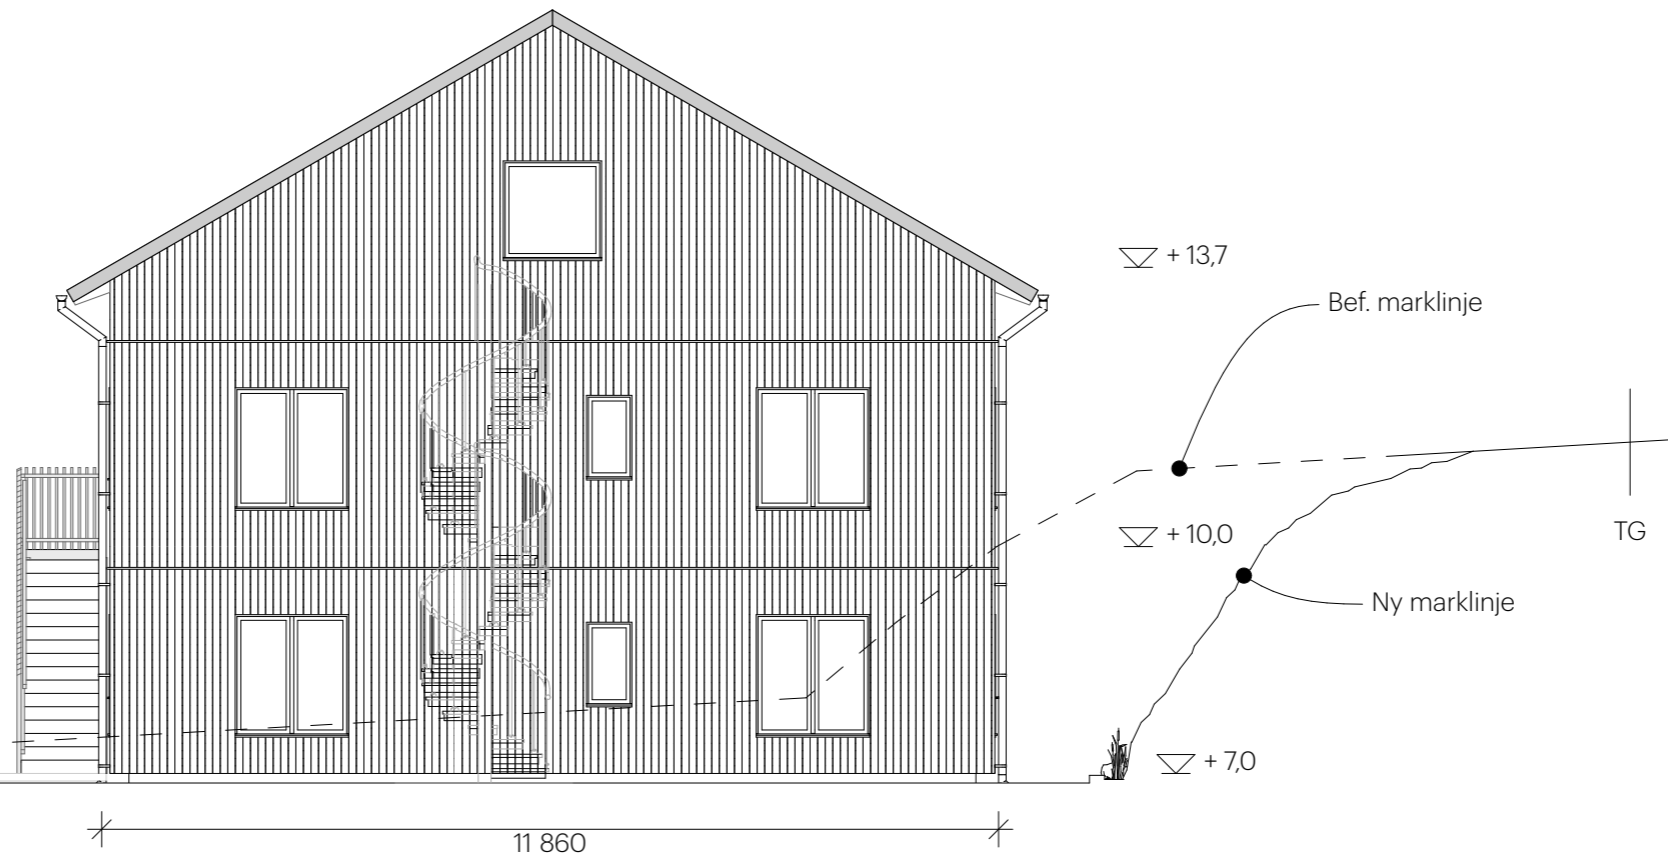 + 13,7
Bef. marklinje
+ 10,0
TG
Ny marklinje
+ 7,0
11 860